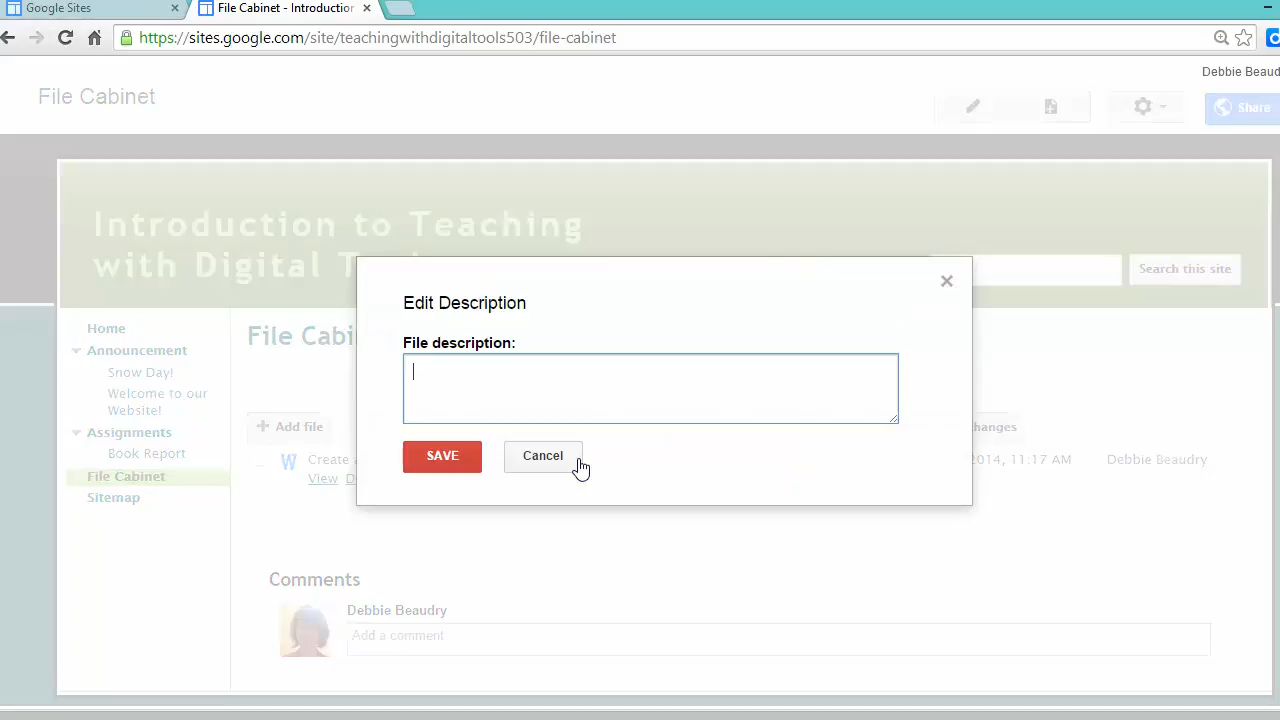 Google Sites
File Cabinet - Introduction
https://sites.google.com/site/teachingwithdigitaltools503/file-cabinet
Debbie Beaud
File Cabinet
Share
Introduction to Teaching
with Digital T
Search this site
Edit Description
File description:
SAVE
Cancel
Home
Announcement
Snow Day!
Welcome to our
Website!
Assignments
Book Report
File Cabinet
Sitemap
File Cabi
Add file
hanges
Create
2014, 11:17 AM
Debbie Beaudry
View D
Comments
Debbie Beaudry
Add a comment